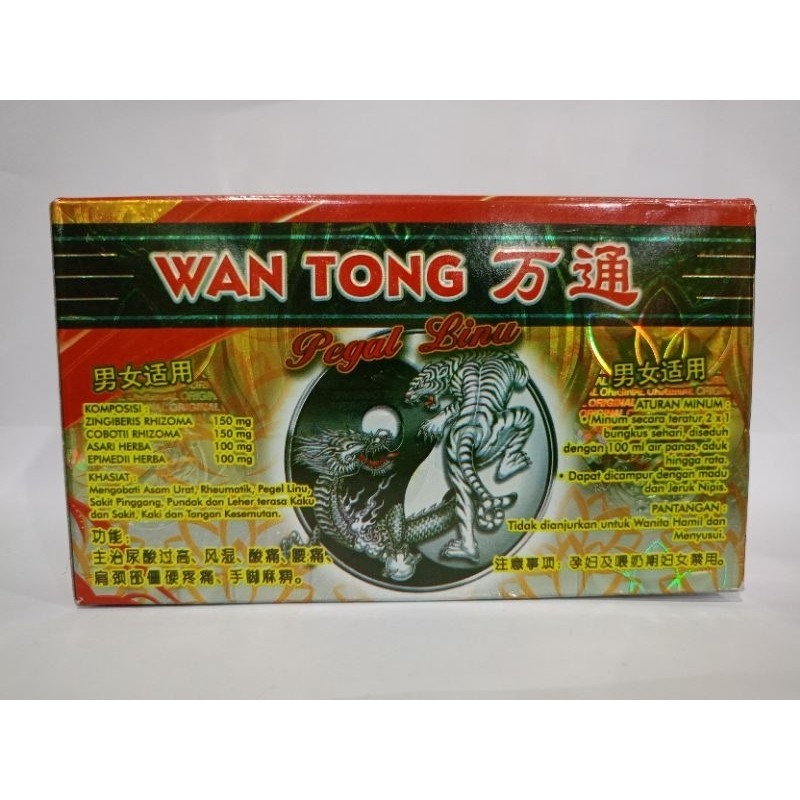 WAN TONG 万通
Pegal Linu
男女适用
KOMPOSISI :
ZINGIBERIS RHIZOMA 150 mg
COBOTII RHIZOMA 150 mg
ASARI HERBA 100 mg
EPIMEDII HERBA 100 mg
KHASIAT :
Mengobati Asam Urat, Rheumatik, Pegel Linu,
Sakit Pinggang, Pundak dan Leher terasa Kaku
dan Sakit, Kaki dan Tangan Kesemutan.
功能:
主治尿酸过高、风湿、酸痛、腰痛、
肩颈部僵硬疼痛、手脚麻痹。
男女适用
ATURAN MINUM :
• Minum secara teratur 2 x 1
bungkus sehari, diseduh
dengan 100 ml air panas, aduk
hingga rata.
• Dapat dicampur dengan madu
dan Jeruk Nipis.
PANTANGAN :
Tidak dianjurkan untuk Wanita Hamil dan
Menyusui.
注意事项: 孕妇及喂奶期妇女禁用。